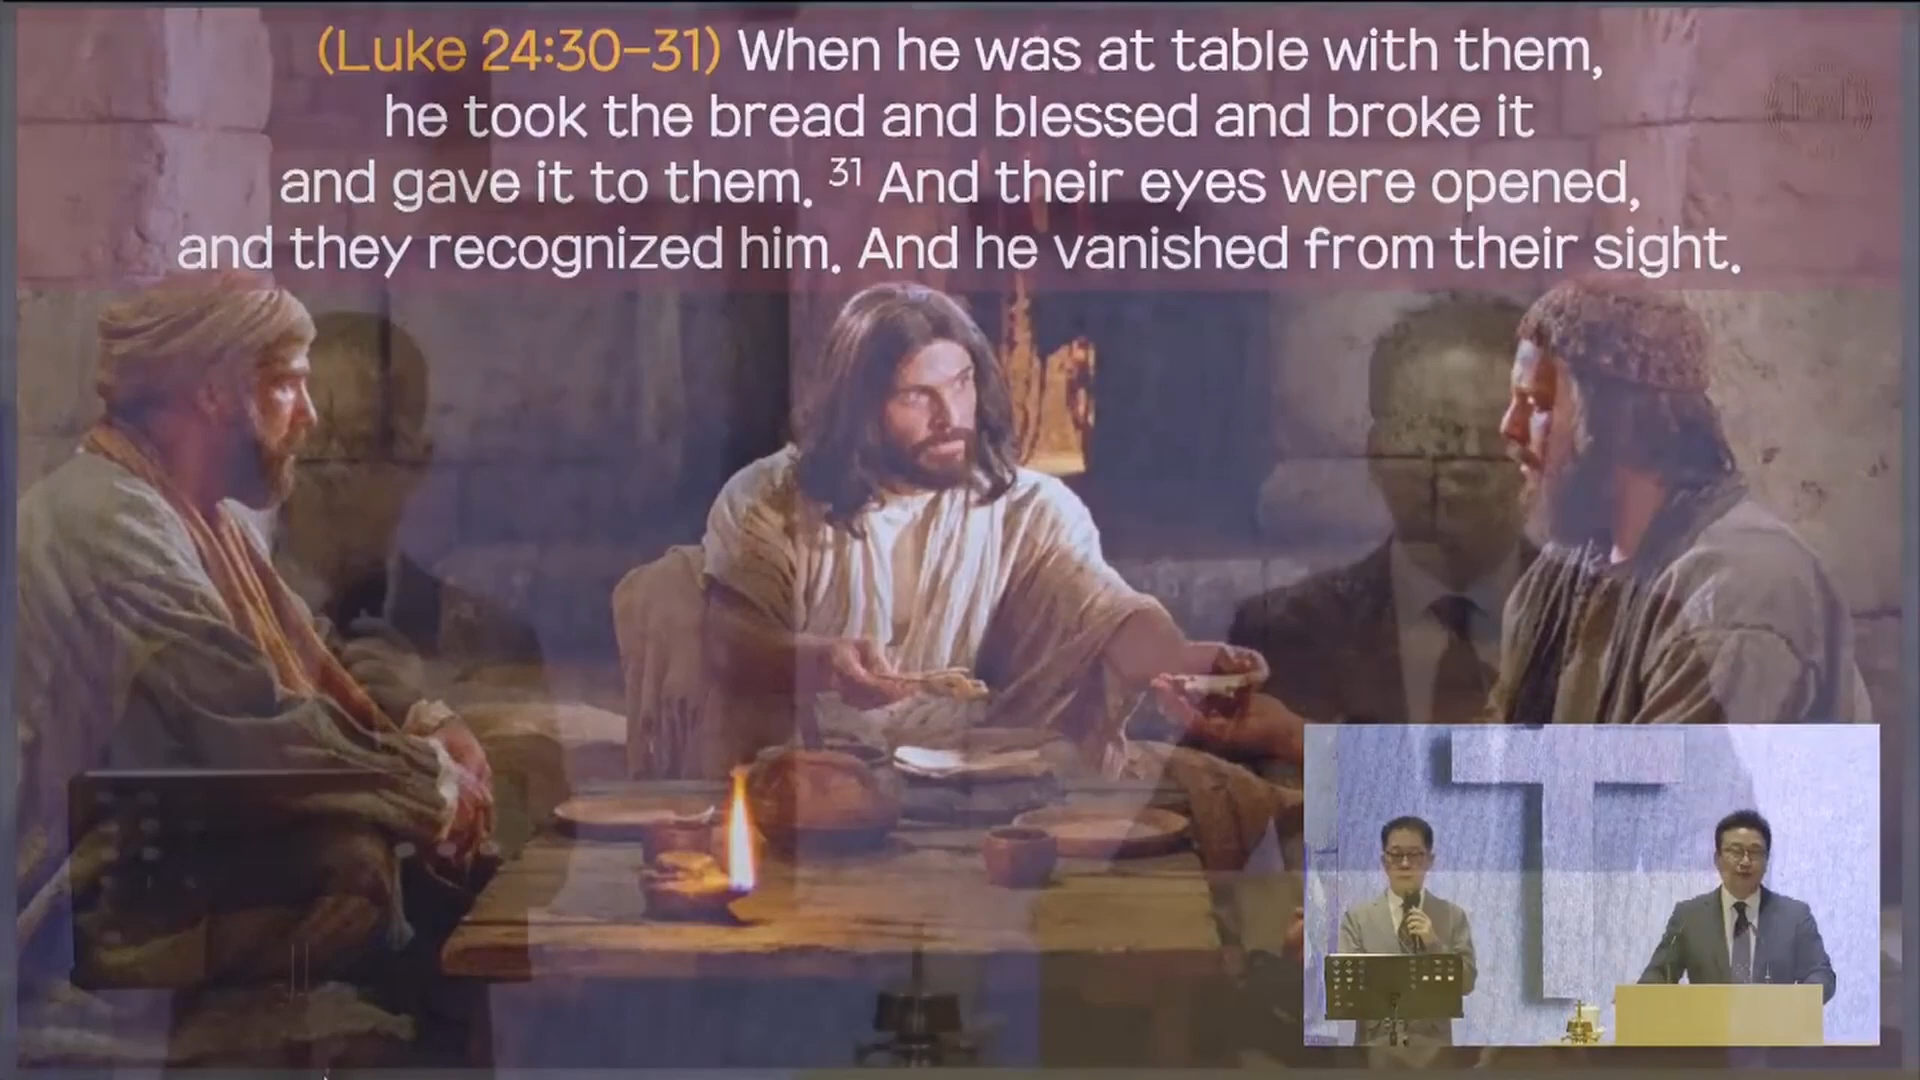 (Luke 24:30-31) When he was at table with them,
he took the bread and blessed and broke it
and gave it to them. 31 And their eyes were opened,
and they recognized him. And he vanished from their sight.